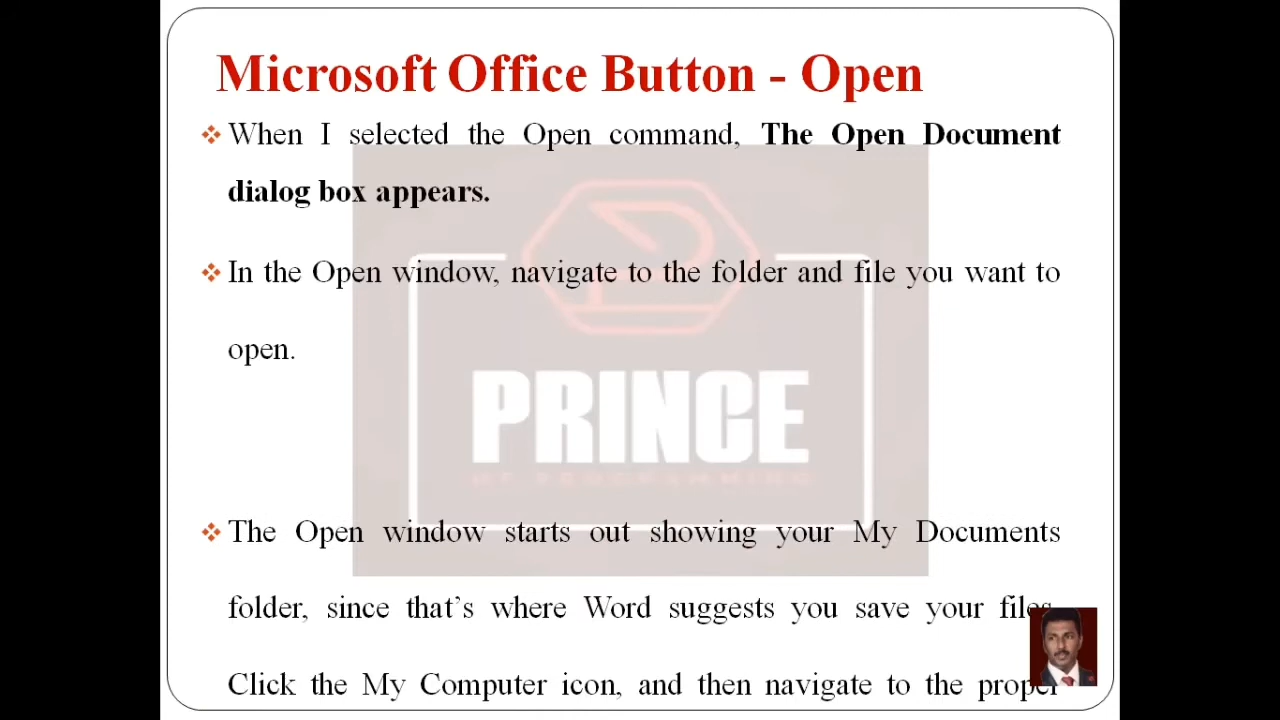 Microsoft Office Button - Open
❖ When I selected the Open command, The Open Document
dialog box appears.
❖ In the Open window, navigate to the folder and file you want to
open.
PRINCE
OF PROGRAMMING
❖ The Open window starts out showing your My Documents
folder, since that’s where Word suggests you save your files.
Click the My Computer icon, and then navigate to the proper